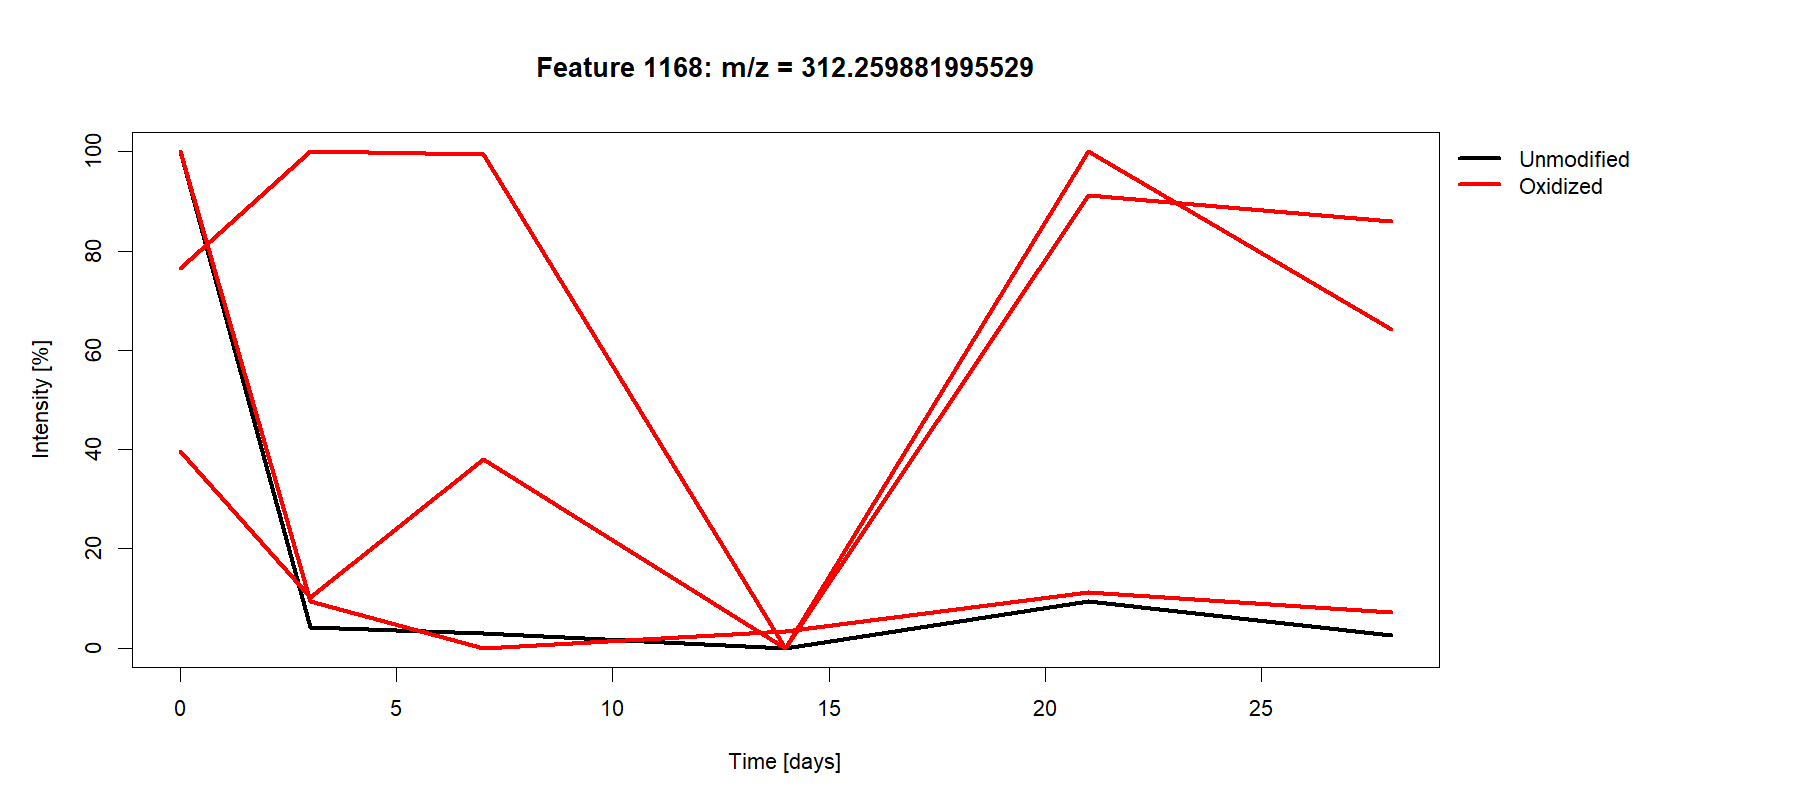 Feature 1168: m/z = 312.259881995529
Unmodified
Oxidized
Intensity [%]
100
80
60
40
20
0
0 5 10 15 20 25
Time [days]